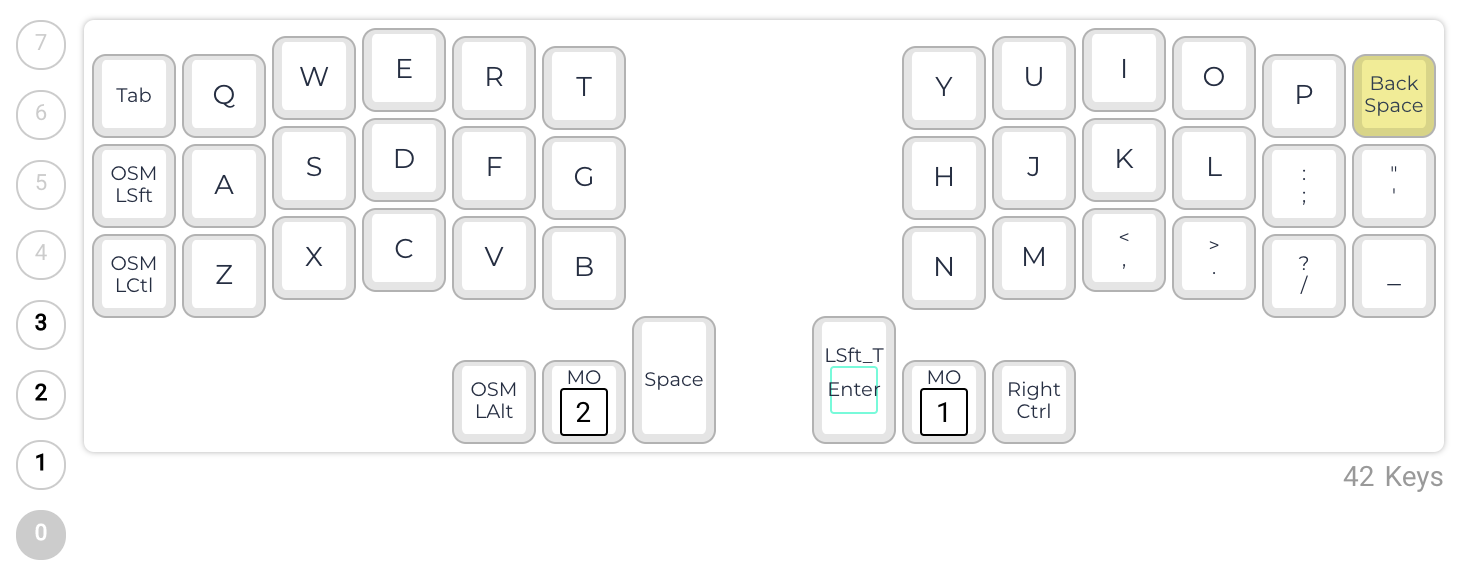 7
6
5
4
3
2
1
0
Tab
Q
W
E
R
T
Y
U
I
O
P
Back
Space
OSM
LSft
A
S
D
F
G
H
J
K
L
:
;
"
'
OSM
LCtl
Z
X
C
V
B
N
M
<
,
>
.
?
/
_
OSM
LAlt
MO
2
Space
LSft_T
Enter
MO
1
Right
Ctrl
42 Keys